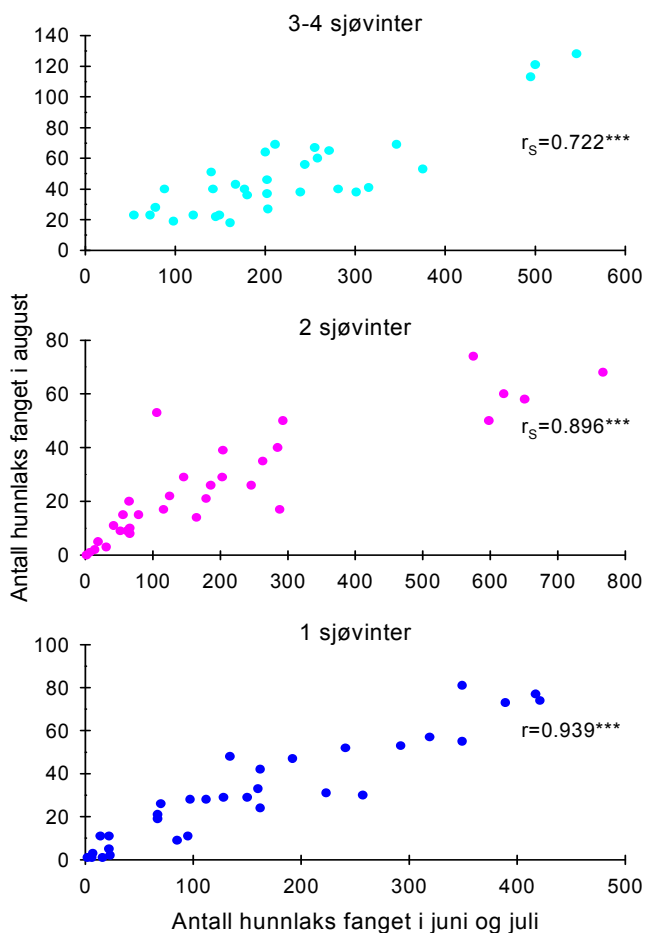 3-4 sjøvinter
140
120
100
80
60
40
20
0
r_S=0.722***
0 100 200 300 400 500 600
2 sjøvinter
80
60
40
20
0
r_S=0.896***
0 100 200 300 400 500 600 700 800
Antall hunnlaks fanget i august
1 sjøvinter
100
80
60
40
20
0
r=0.939***
0 100 200 300 400 500
Antall hunnlaks fanget i juni og juli